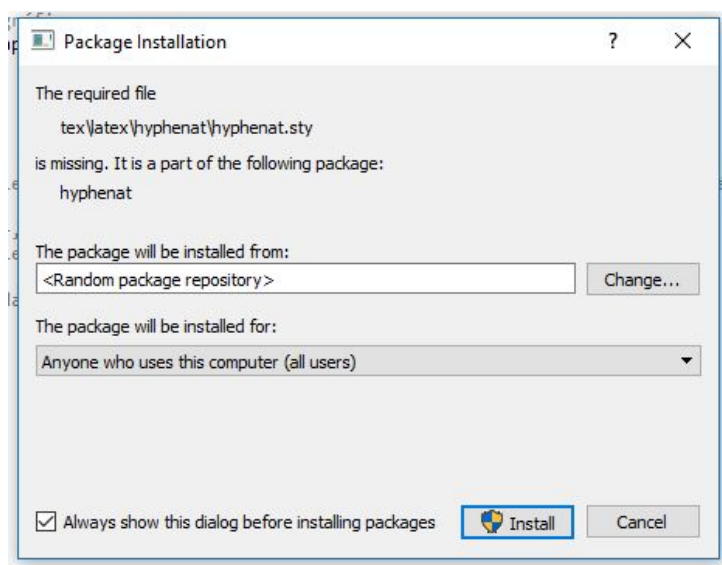 Package Installation
?
The required file
tex\latex\hyphenat\hyphenat.sty
is missing. It is a part of the following package:
hyphenat
The package will be installed from:
<Random package repository>
Change...
The package will be installed for:
Anyone who uses this computer (all users)
Always show this dialog before installing packages
Install
Cancel